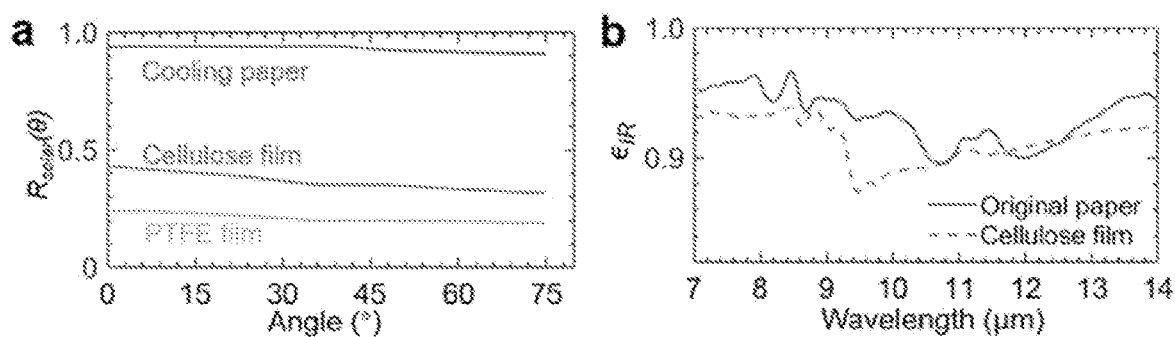 a
1.0
Cooling paper
R_solar(θ)
0.5
Cellulose film
PTFE film
0
0 15 30 45 60 75
Angle (°)
b
1.0
ϵ_IR
0.9
Original paper
Cellulose film
7 8 9 10 11 12 13 14
Wavelength (μm)